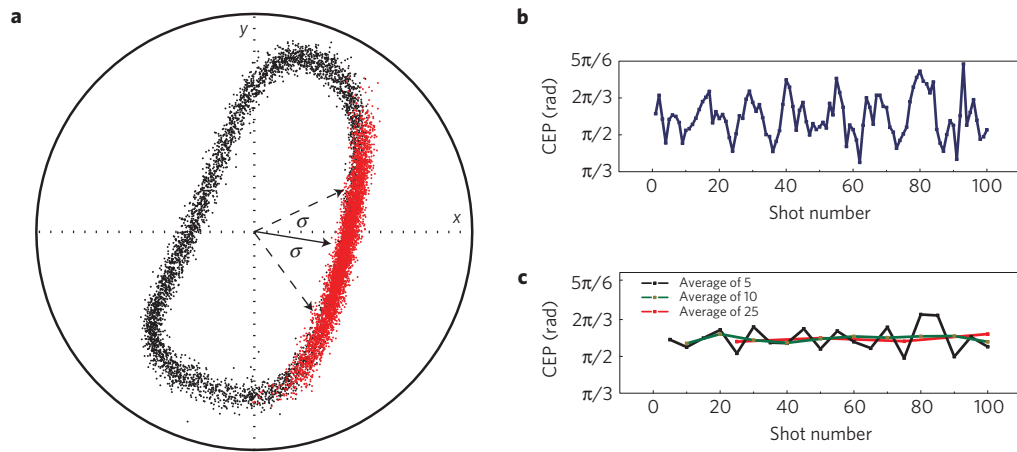 a
y
x
σ
σ
b
CEP (rad)
5π/6
2π/3
π/2
π/3
0 20 40 60 80 100
Shot number
c
CEP (rad)
5π/6
2π/3
π/2
π/3
Average of 5
Average of 10
Average of 25
0 20 40 60 80 100
Shot number